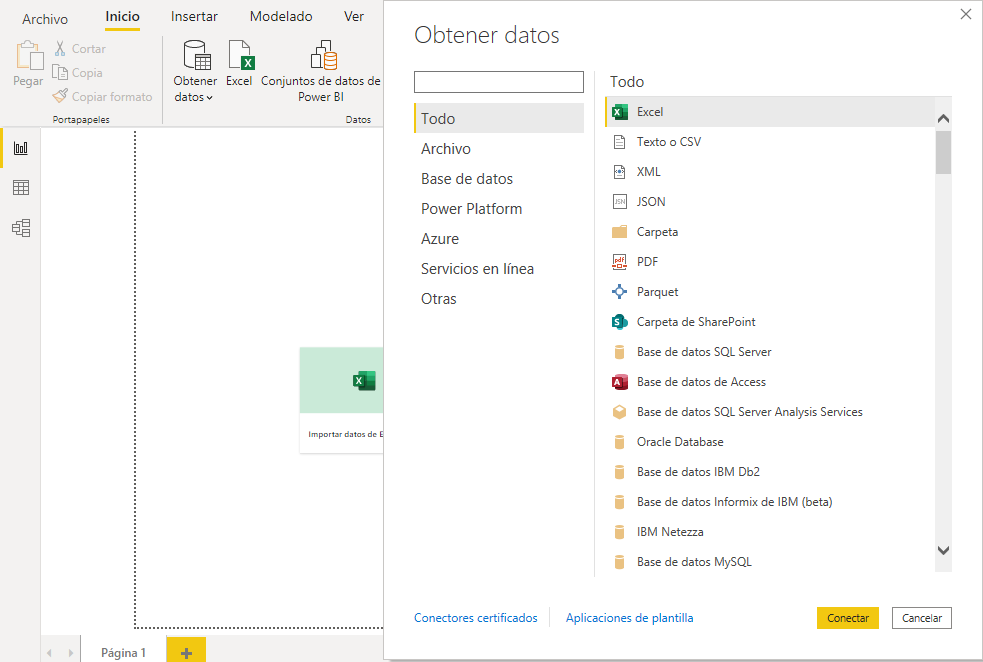 Archivo
Inicio
Insertar
Modelado
Ver
Pegar
Cortar
Copia
Copiar formato
Portapapeles
Obtener
datos
Excel
Conjuntos de datos de
Power BI
Datos
Importar datos de E
Página 1
Obtener datos
Todo
Archivo
Base de datos
Power Platform
Azure
Servicios en línea
Otras
Todo
Excel
Texto o CSV
XML
JSON
Carpeta
PDF
Parquet
Carpeta de SharePoint
Base de datos SQL Server
Base de datos de Access
Base de datos SQL Server Analysis Services
Oracle Database
Base de datos IBM Db2
Base de datos Informix de IBM (beta)
IBM Netezza
Base de datos MySQL
Conectores certificados
Aplicaciones de plantilla
Conectar
Cancelar